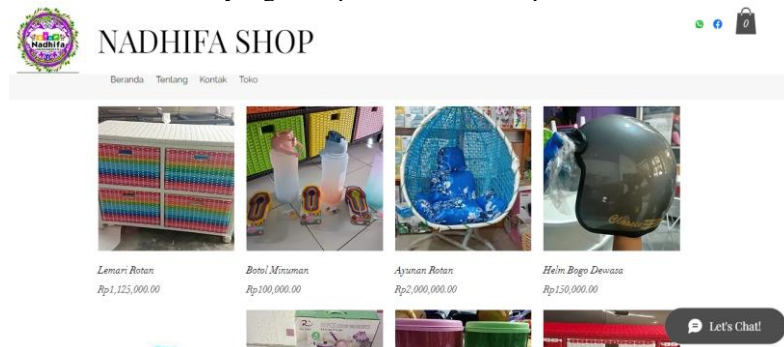 Nadhifa
NADHIFA SHOP
0
Beranda Tentang Kontak Toko
Classic
Lemari Rotan
Rp1,125,000.00
Botol Minuman
Rp100,000.00
Ayunan Rotan
Rp2,000,000.00
Helm Bogo Dewasa
Rp150,000.00
Let's Chat!